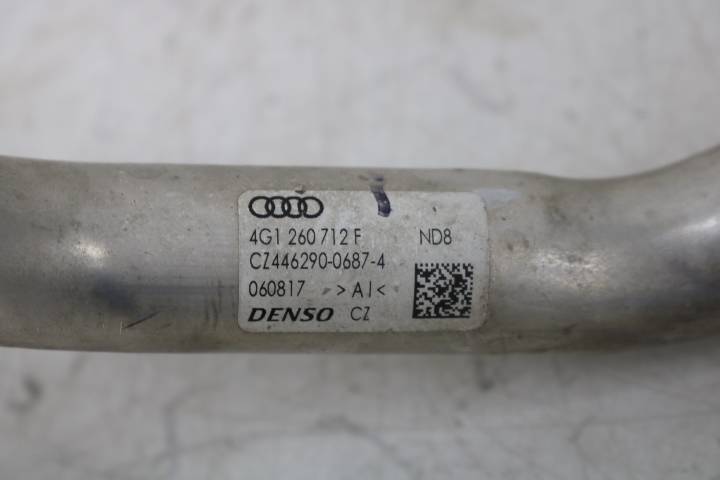 4G1 260 712 F ND8
CZ446290-0687-4
060817 >Al<
DENSO CZ